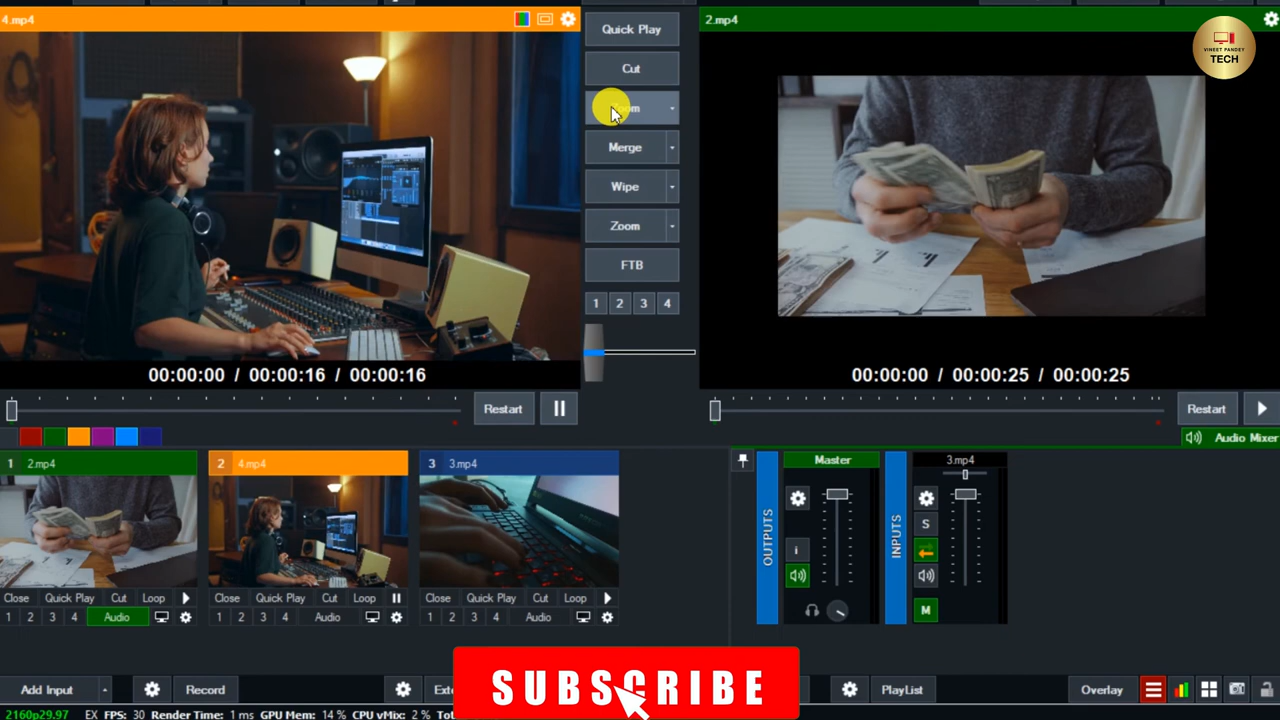 4.mp4
Quick Play
2.mp4
VINEET PANDEY
TECH
Cut
Zoom
Merge
Wipe
Zoom
FTB
1 2 3 4
00:00:00 / 00:00:16 / 00:00:16
00:00:00 / 00:00:25 / 00:00:25
Restart
Restart
Audio Mixer
1 2.mp4
2 4.mp4
3 3.mp4
Master
3.mp4
OUTPUTS
INPUTS
S
i
M
Close Quick Play Cut Loop
1 2 3 4 Audio
Close Quick Play Cut Loop
1 2 3 4 Audio
Close Quick Play Cut Loop
1 2 3 4 Audio
Add Input
Record
SUBSCRIBE
PlayList
Overlay
2160p29.97 EX FPS: 30 Render Time: 1 ms GPU Mem: 14 % CPU vMix: 2 %